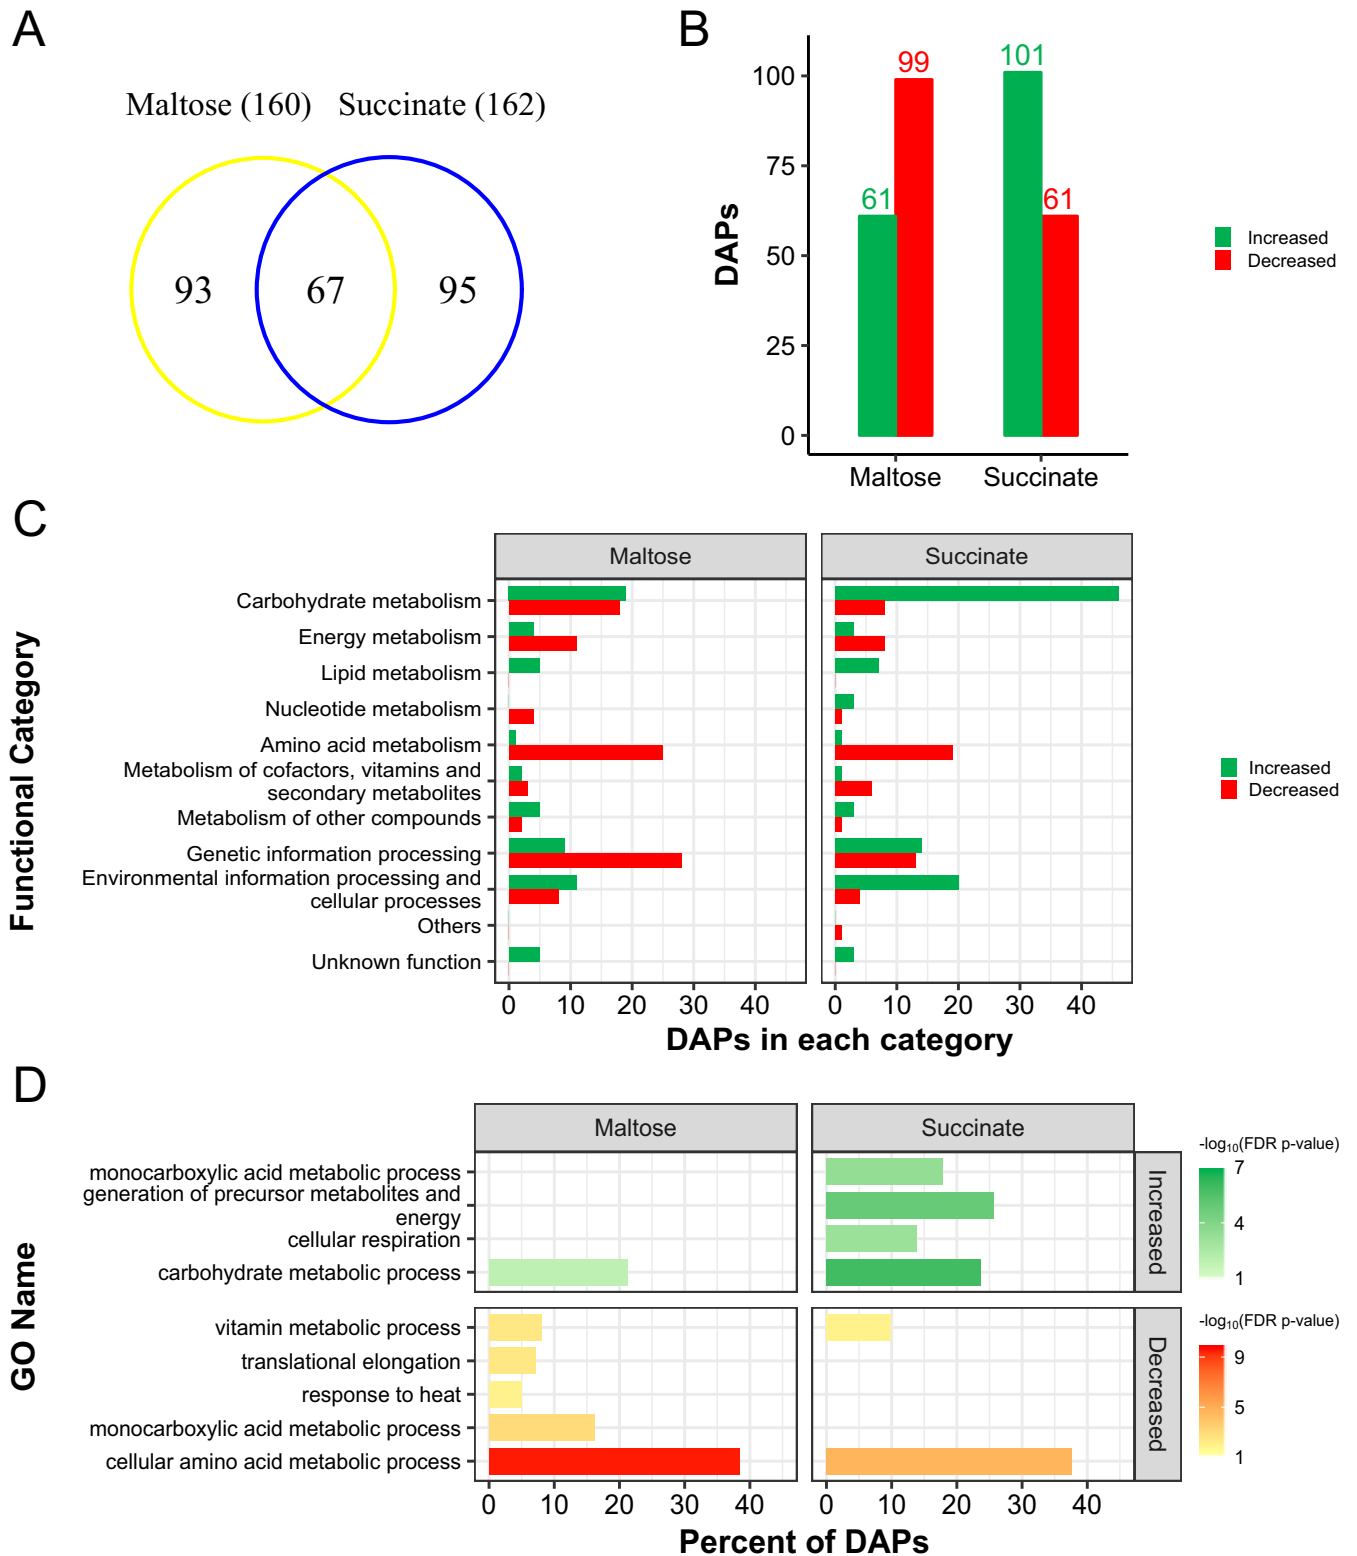 A
Maltose (160) Succinate (162)
93 67 95
B
DAPs
100
75
50
25
0
61
99
101
61
Maltose Succinate
Increased
Decreased
C
Functional Category
Maltose Succinate
Carbohydrate metabolism
Energy metabolism
Lipid metabolism
Nucleotide metabolism
Amino acid metabolism
Metabolism of cofactors, vitamins and
secondary metabolites
Metabolism of other compounds
Genetic information processing
Environmental information processing and
cellular processes
Others
Unknown function
0 10 20 30 40 0 10 20 30 40
DAPs in each category
Increased
Decreased
D
GO Name
Maltose Succinate
monocarboxylic acid metabolic process
generation of precursor metabolites and
energy
cellular respiration
carbohydrate metabolic process
Increased
vitamin metabolic process
translational elongation
response to heat
monocarboxylic acid metabolic process
cellular amino acid metabolic process
Decreased
0 10 20 30 40 0 10 20 30 40
Percent of DAPs
-log₁₀(FDR p-value)
7
4
1
-log₁₀(FDR p-value)
9
5
1